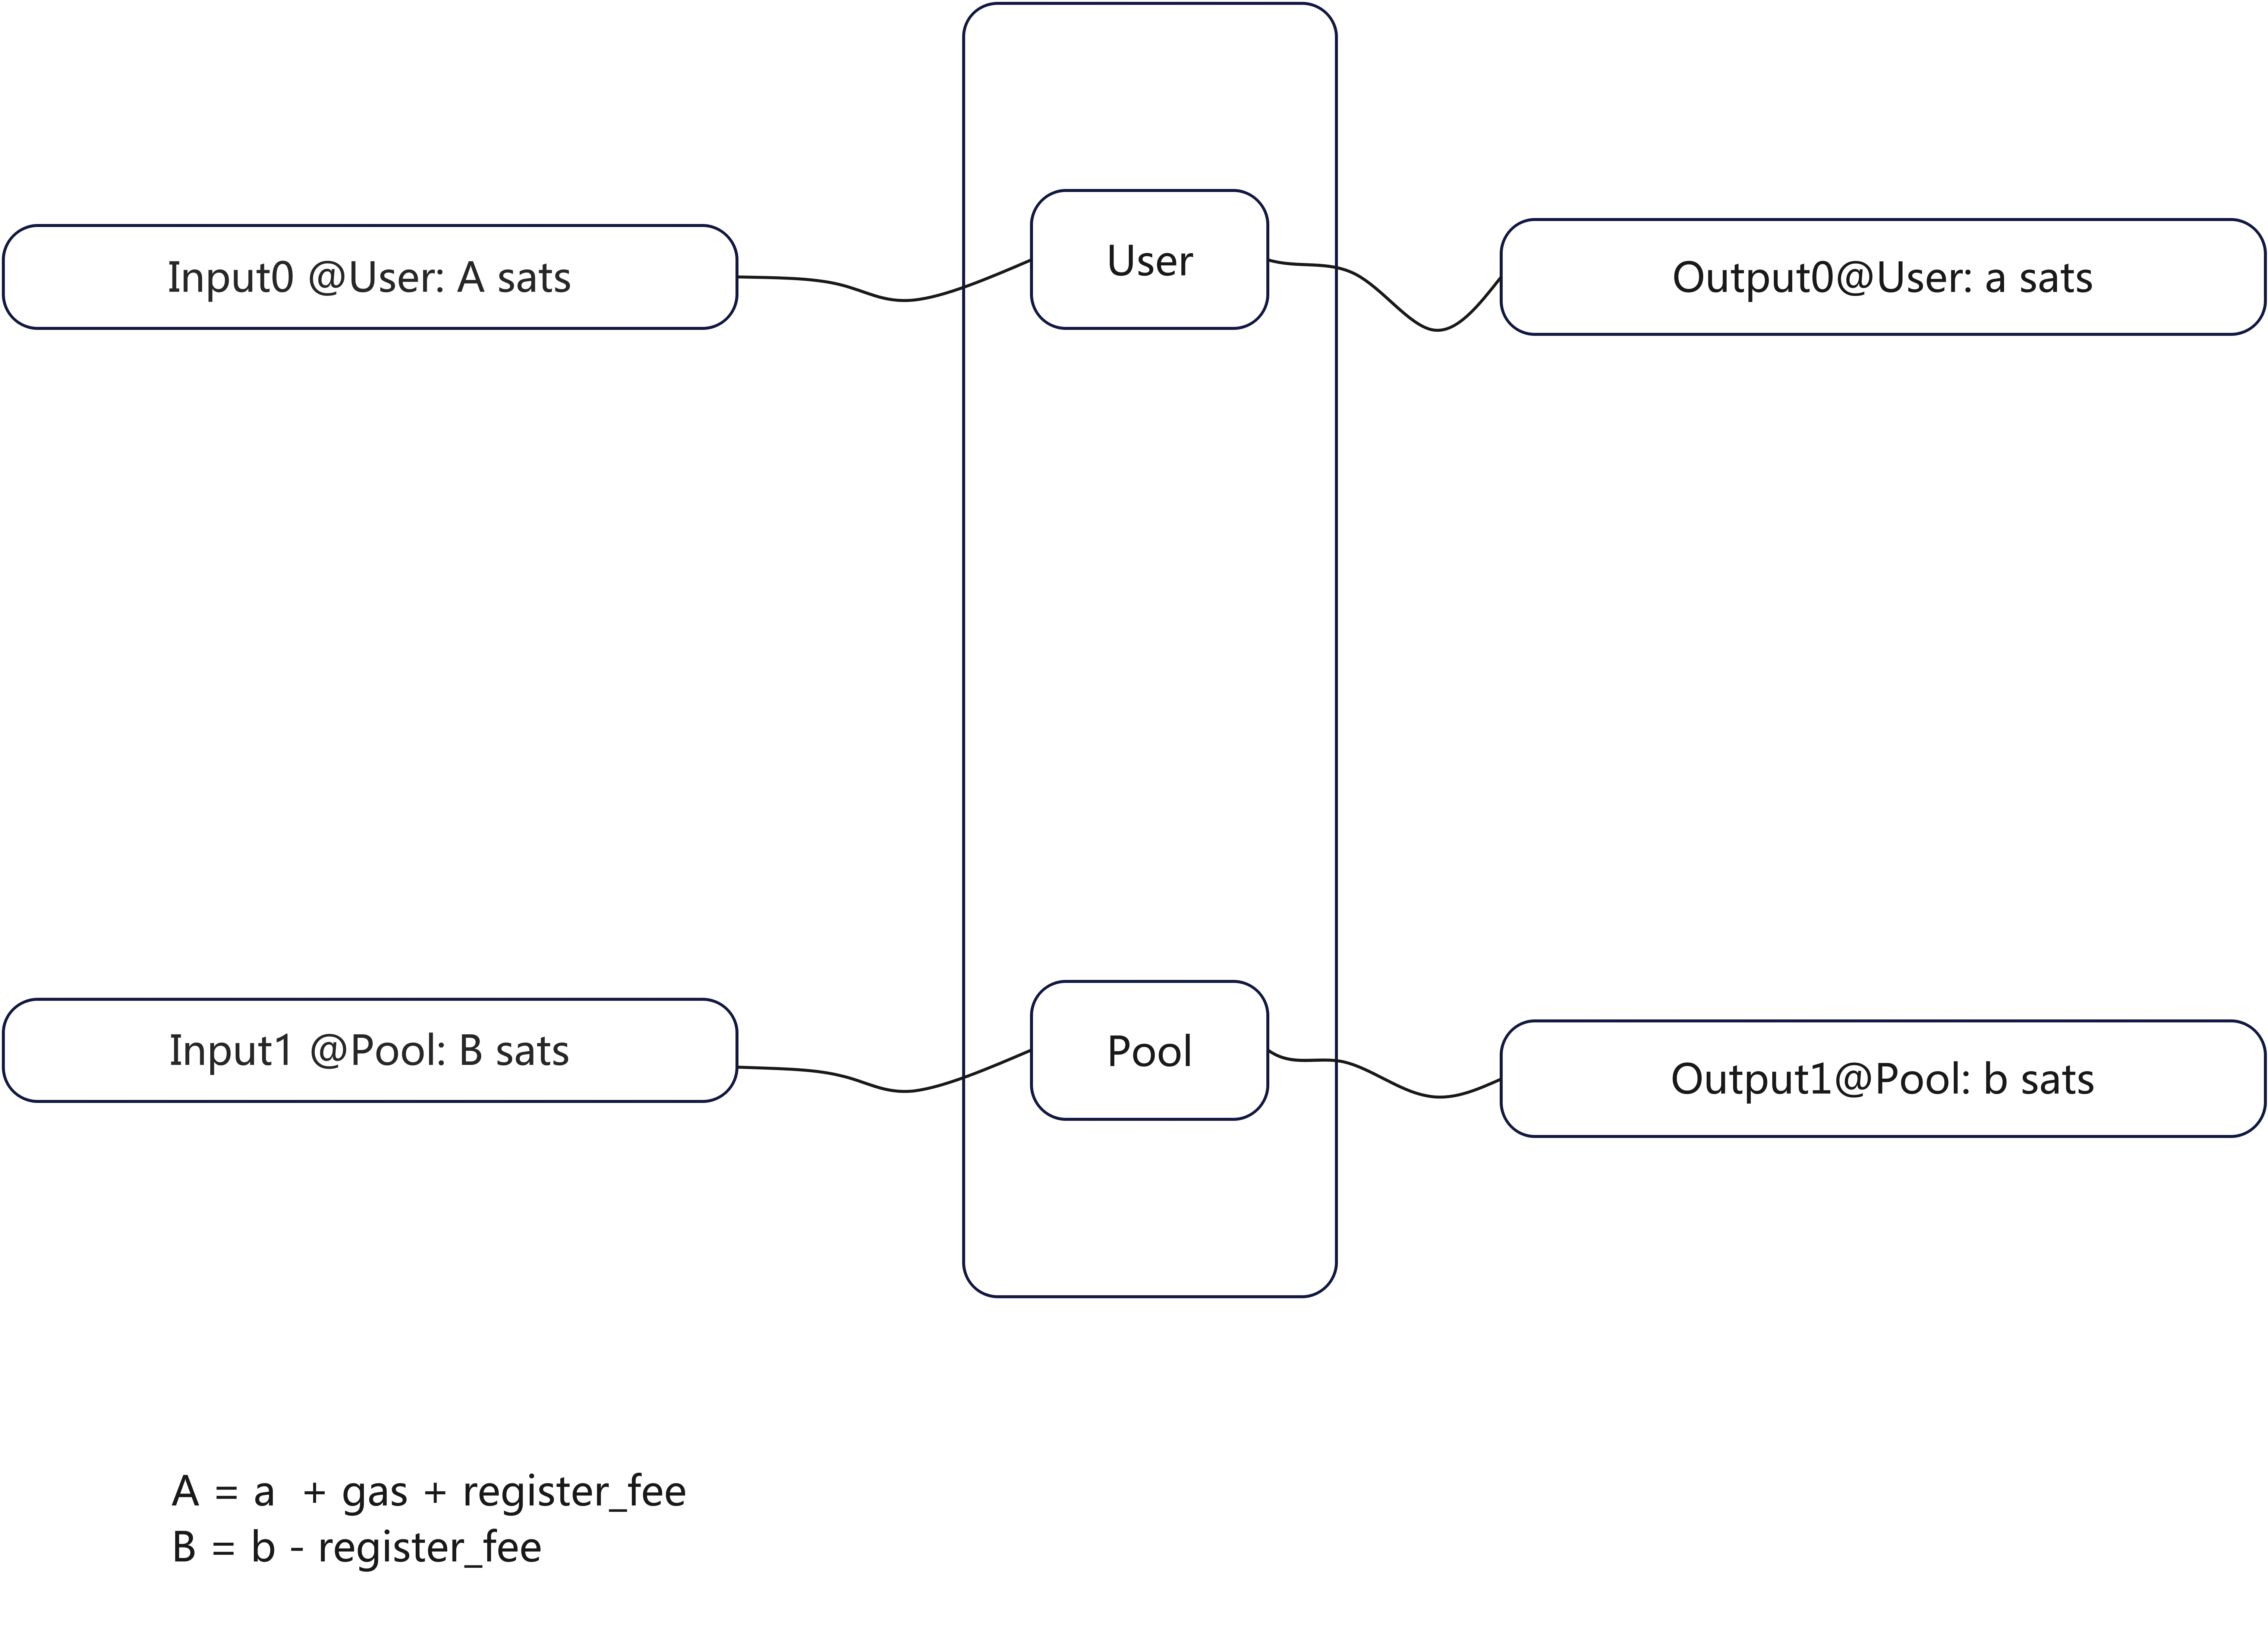 User
Input0 @User: A sats
Output0@User: a sats
Pool
Input1 @Pool: B sats
Output1@Pool: b sats
A = a  + gas + register_fee
B = b - register_fee